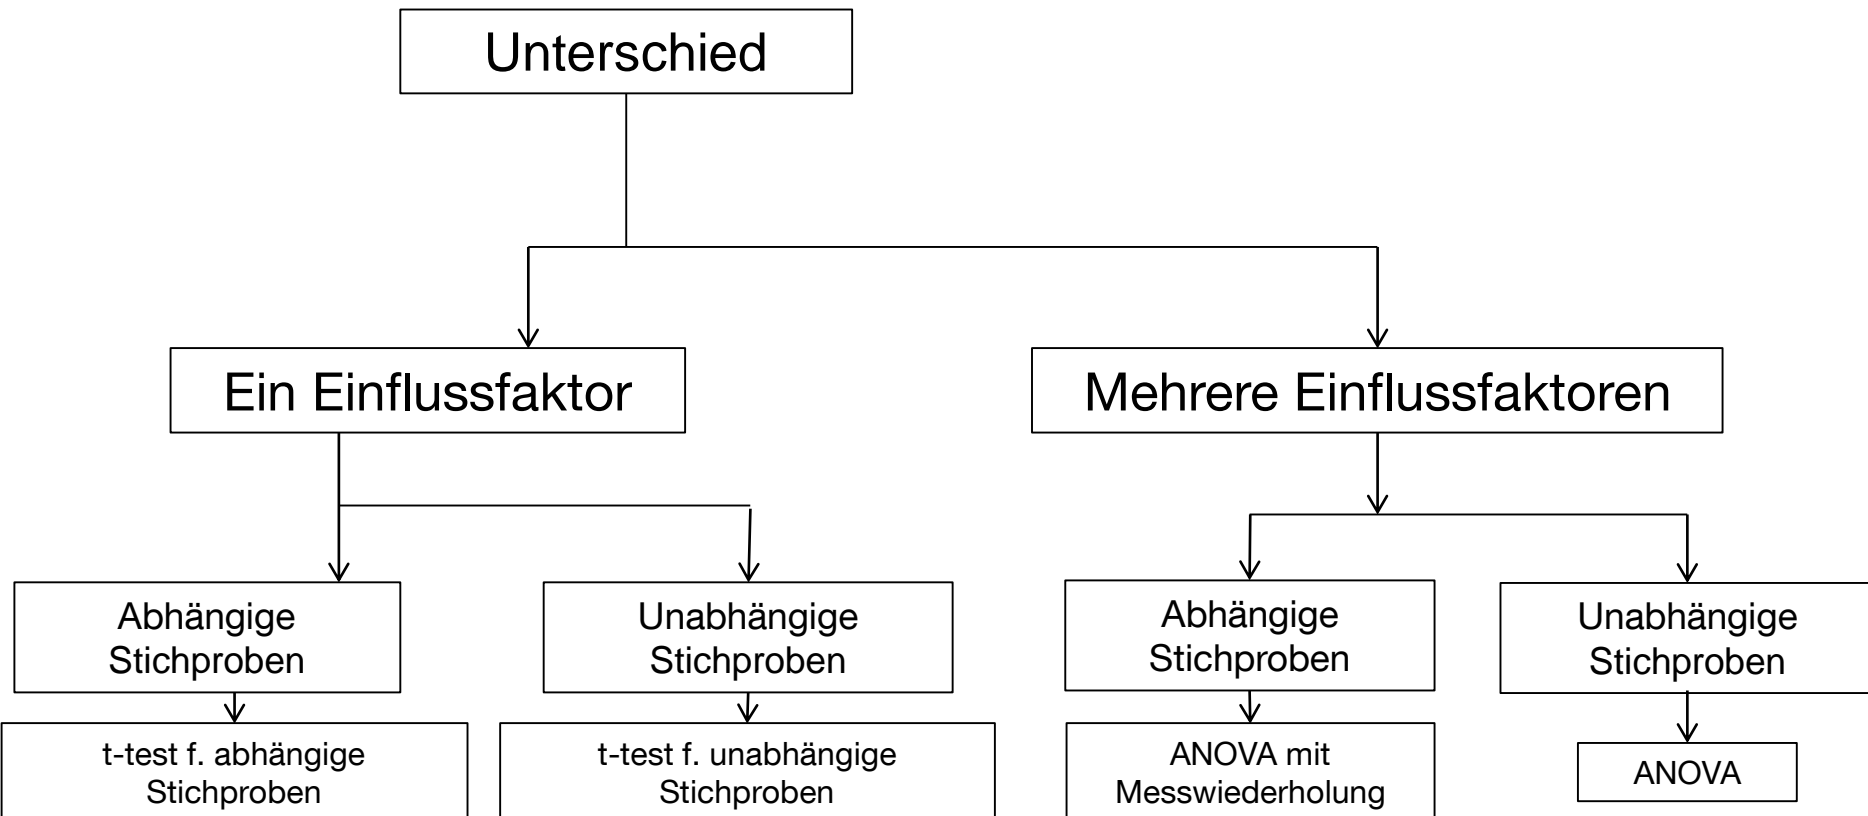 Unterschied
Ein Einflussfaktor
Mehrere Einflussfaktoren
Abhängige
Stichproben
Unabhängige
Stichproben
Abhängige
Stichproben
Unabhängige
Stichproben
t-test f. abhängige
Stichproben
t-test f. unabhängige
Stichproben
ANOVA mit
Messwiederholung
ANOVA